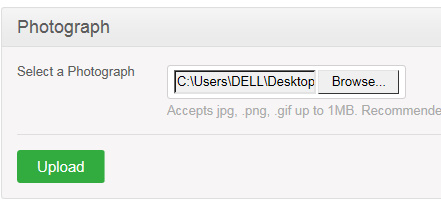 Photograph
Select a Photograph
C:\Users\DELL\Desktop Browse...
Accepts jpg, .png, .gif up to 1MB. Recommende
Upload